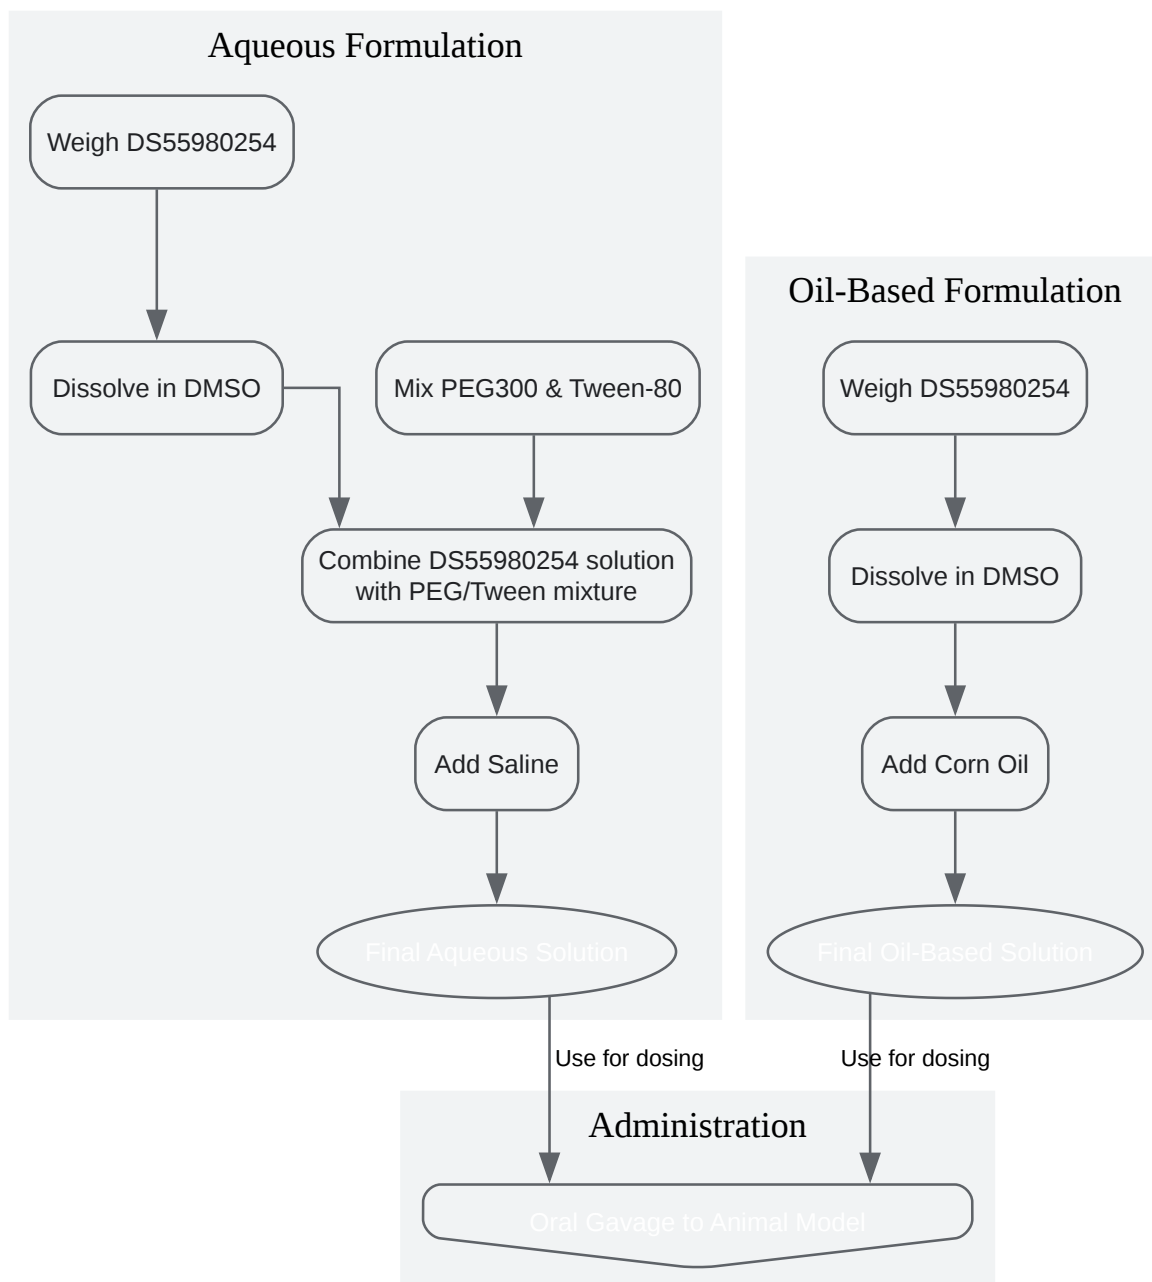 Aqueous Formulation
Weigh DS55980254
Dissolve in DMSO
Mix PEG300 & Tween-80
Combine DS55980254 solution
with PEG/Tween mixture
Add Saline
Final Aqueous Solution
Use for dosing
Oil-Based Formulation
Weigh DS55980254
Dissolve in DMSO
Add Corn Oil
Final Oil-Based Solution
Use for dosing
Administration
Oral Gavage to Animal Model